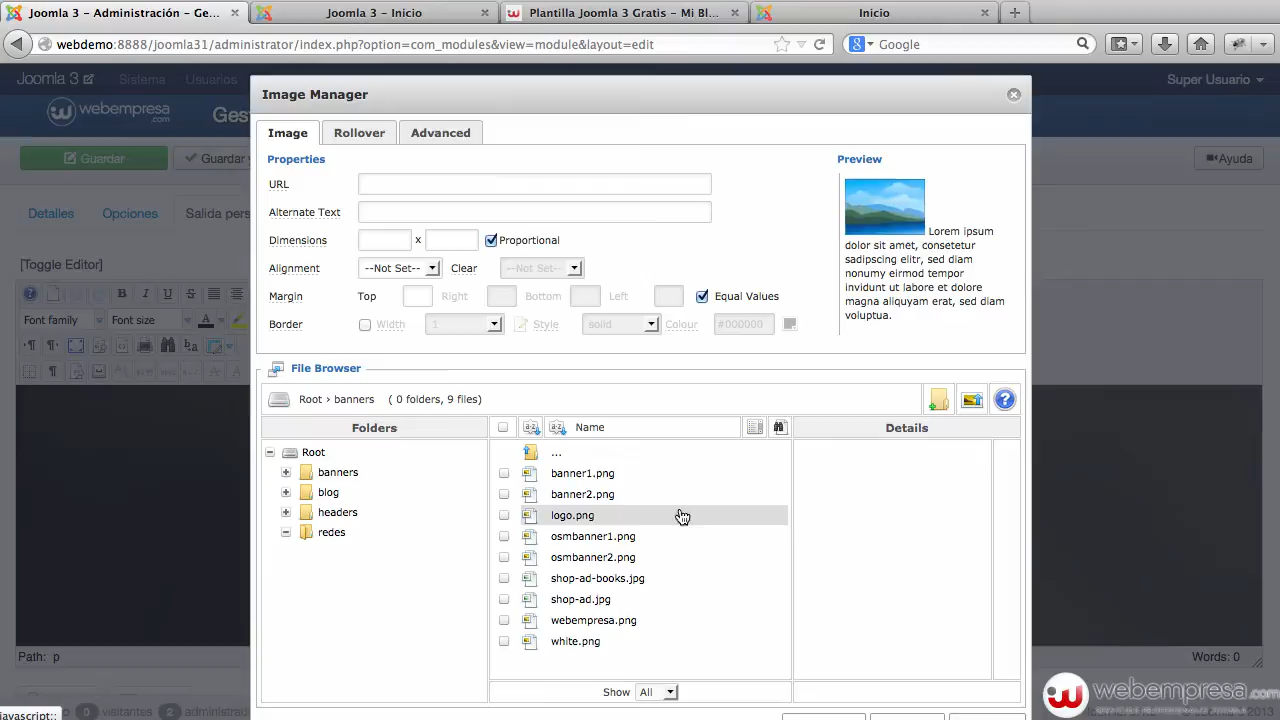 Joomla 3 - Administración - Ge...
Joomla 3 - Inicio
Plantilla Joomla 3 Gratis - Mi Bl...
Inicio
webdemo:8888/joomla31/administrator/index.php?option=com_modules&view=module&layout=edit
Google
Joomla 3
Sistema
Usuarios
Super Usuario
webempresa
.com
Ges
Guardar
Guardar
Ayuda
Detalles
Opciones
Salida pers
[Toggle Editor]
Font family
Font size
Path: p
Words: 0
Image Manager
Image
Rollover
Advanced
Properties
URL
Alternate Text
Dimensions
x
Proportional
Alignment
--Not Set--
Clear
--Not Set--
Margin
Top
Right
Bottom
Left
Equal Values
Border
Width
1
Style
solid
Colour
#000000
Preview
Lorem ipsum
dolor sit amet, consetetur
sadipscing elitr, sed diam
nonumy eirmod tempor
invidunt ut labore et dolore
magna aliquyam erat, sed diam
voluptua.
File Browser
Root › banners ( 0 folders, 9 files)
Folders
Name
Details
Root
banners
blog
headers
redes
...
banner1.png
banner2.png
logo.png
osmbanner1.png
osmbanner2.png
shop-ad-books.jpg
shop-ad.jpg
webempresa.png
white.png
Show
All
0 visitantes
2 administrad
javascript:;
webempresa.com
2013